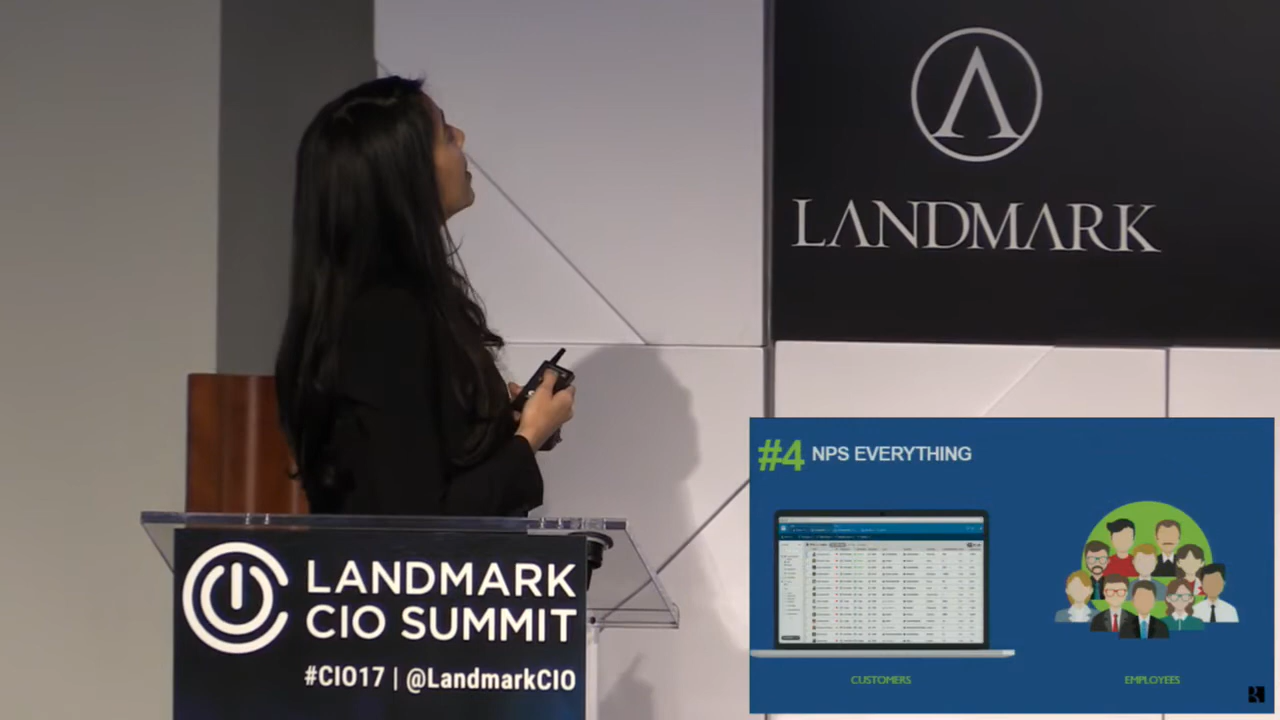 LANDMARK
#4 NPS EVERYTHING
CUSTOMERS
EMPLOYEES
LANDMARK
CIO SUMMIT
#CIO17 | @LandmarkCIO